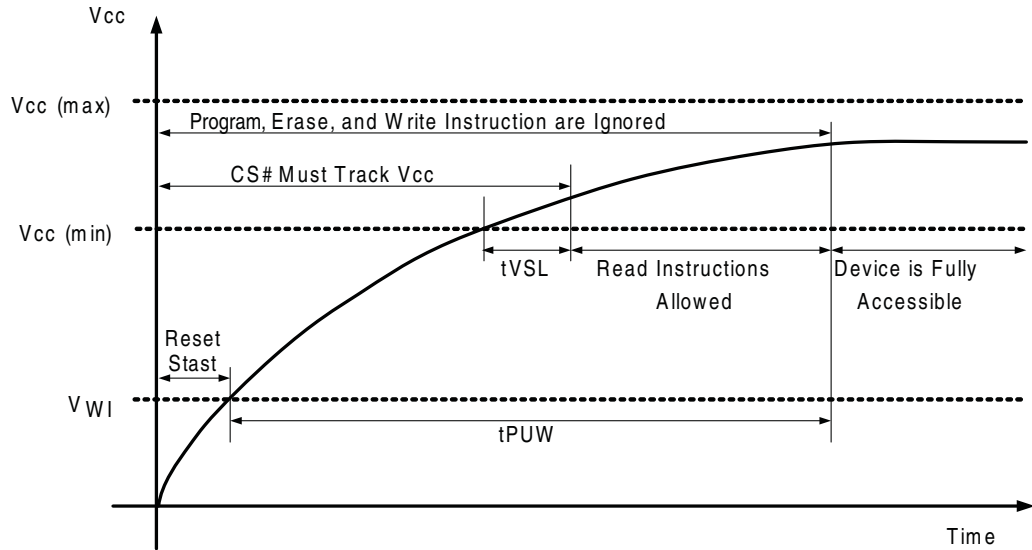 Vcc
Vcc (max)
Program, Erase, and Write Instruction are Ignored
CS# Must Track Vcc
Vcc (min)
tVSL
Read Instructions
Allowed
Device is Fully
Accessible
Reset
Stast
VWI
tPUW
Time